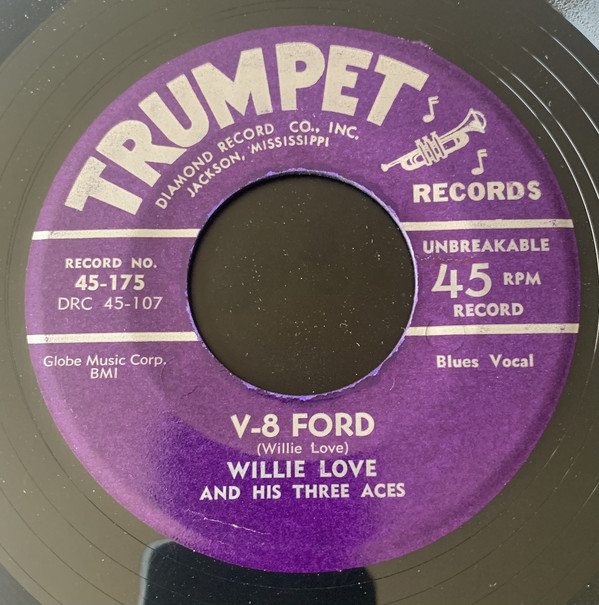 TRUMPET
DIAMOND RECORD CO., INC.
JACKSON, MISSISSIPPI
RECORDS
RECORD NO.
45-175
DRC 45-107
UNBREAKABLE
45 RPM
RECORD
Globe Music Corp.
BMI
Blues Vocal
V-8 FORD
(Willie Love)
WILLIE LOVE
AND HIS THREE ACES